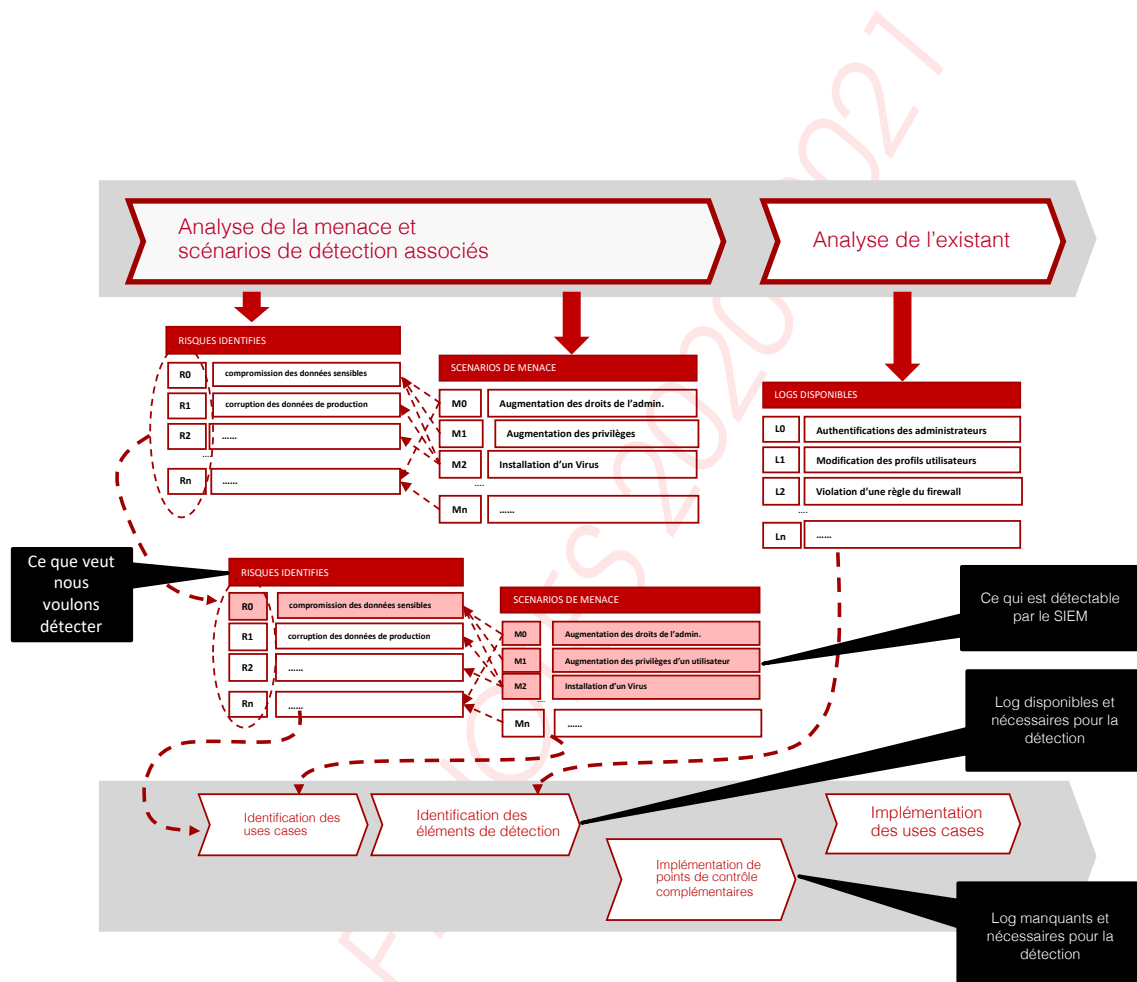 Analyse de la menace et
scénarios de détection associés
Analyse de l'existant
RISQUES IDENTIFIES
R0 compromission des données sensibles
R1 corruption des données de production
R2 ……
….
Rn ……
SCENARIOS DE MENACE
M0 Augmentation des droits de l'admin.
M1 Augmentation des privilèges
M2 Installation d'un Virus
….
Mn ……
LOGS DISPONIBLES
L0 Authentifications des administrateurs
L1 Modification des profils utilisateurs
L2 Violation d'une règle du firewall
….
Ln ……
Ce que veut
nous
voulons
détecter
RISQUES IDENTIFIES
R0 compromission des données sensibles
R1 corruption des données de production
R2 ……
Rn ……
SCENARIOS DE MENACE
M0 Augmentation des droits de l'admin.
M1 Augmentation des privilèges d'un utilisateur
M2 Installation d'un Virus
….
Mn ……
Ce qui est détectable
par le SIEM
Log disponibles et
nécessaires pour la
détection
Identification des
uses cases
Identification des
éléments de détection
Implémentation de
points de contrôle
complémentaires
Implémentation
des uses cases
Log manquants et
nécessaires pour la
détection
2021